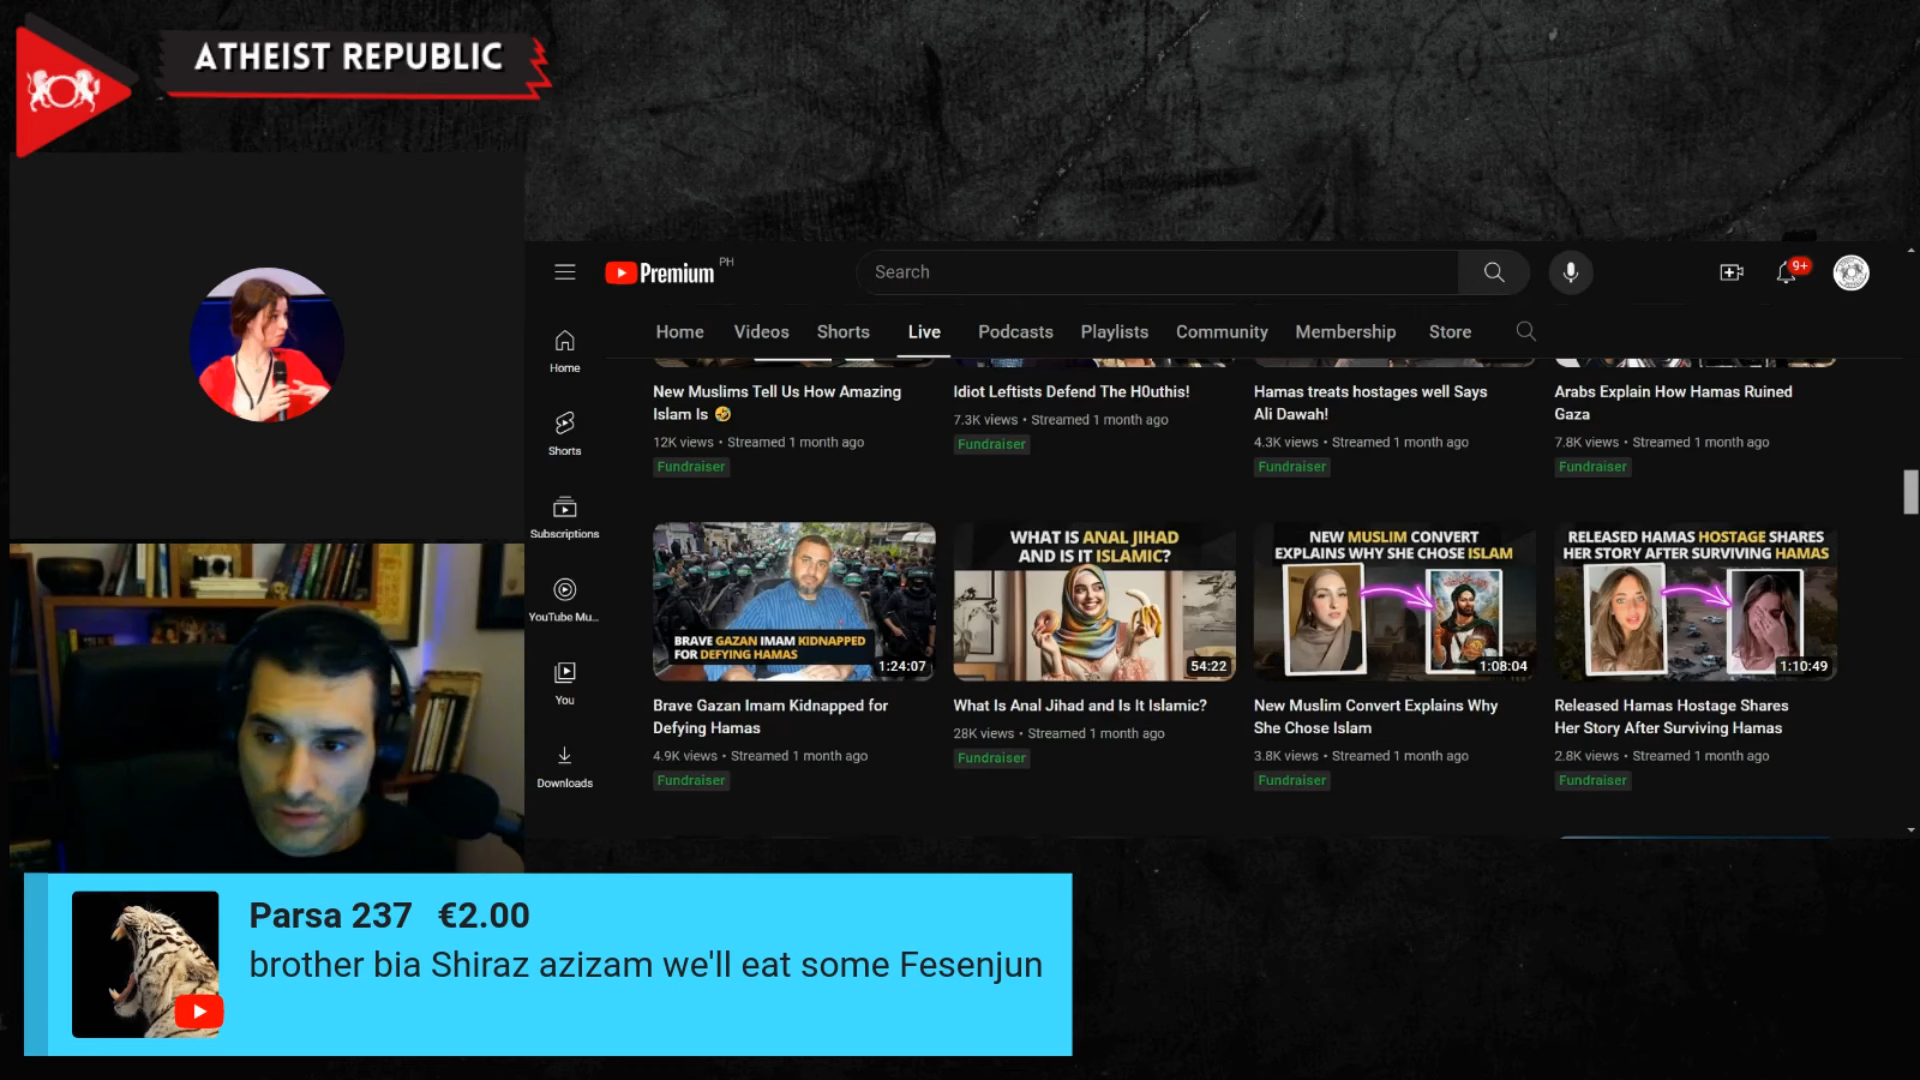 ATHEIST REPUBLIC
Premium PH
Search
9+
Home Videos Shorts Live Podcasts Playlists Community Membership Store
Home
Shorts
Subscriptions
YouTube Mu...
You
Downloads
New Muslims Tell Us How Amazing
Islam Is 🤣
12K views • Streamed 1 month ago
Fundraiser
Idiot Leftists Defend The H0uthis!
7.3K views • Streamed 1 month ago
Fundraiser
Hamas treats hostages well Says
Ali Dawah!
4.3K views • Streamed 1 month ago
Fundraiser
Arabs Explain How Hamas Ruined
Gaza
7.8K views • Streamed 1 month ago
Fundraiser
BRAVE GAZAN IMAM KIDNAPPED
FOR DEFYING HAMAS
1:24:07
Brave Gazan Imam Kidnapped for
Defying Hamas
4.9K views • Streamed 1 month ago
Fundraiser
WHAT IS ANAL JIHAD
AND IS IT ISLAMIC?
54:22
What Is Anal Jihad and Is It Islamic?
28K views • Streamed 1 month ago
Fundraiser
NEW MUSLIM CONVERT
EXPLAINS WHY SHE CHOSE ISLAM
1:08:04
New Muslim Convert Explains Why
She Chose Islam
3.8K views • Streamed 1 month ago
Fundraiser
RELEASED HAMAS HOSTAGE SHARES
HER STORY AFTER SURVIVING HAMAS
1:10:49
Released Hamas Hostage Shares
Her Story After Surviving Hamas
2.8K views • Streamed 1 month ago
Fundraiser
Parsa 237 €2.00
brother bia Shiraz azizam we'll eat some Fesenjun